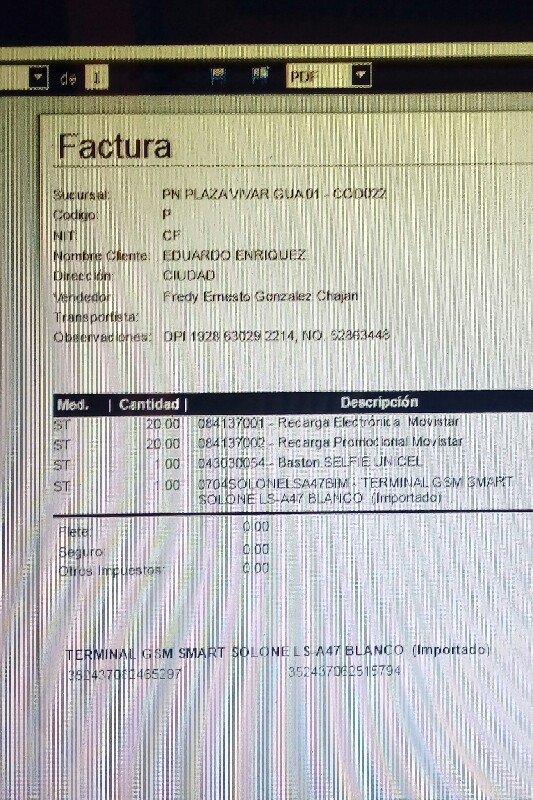 de 1 PDF
Factura
Sucursal: PN PLAZA VIVAR GUA 01 - COD022
Codigo P
NIT: CF
Nombre Cliente: EDUARDO ENRIQUEZ
Dirección: CIUDAD
Vendedor Fredy Ernesto Gonzalez Chajan
Transportista:
Observaciones: DPI 1928 63029 2214, NO. 52863448
Med. | Cantidad | Descripción
ST 20.00 084137001 - Recarga Electrónica Movistar
ST 20.00 084137002 - Recarga Promocional Movistar
ST 1.00 043030054 - Baston SELFIE UNICEL
ST 1.00 0704SOLONELSA47BIM - TERMINAL GSM SMART
SOLONE LS-A47 BLANCO (Importado)
Flete: 0.00
Seguro: 0.00
Otros Impuestos: 0.00
TERMINAL GSM SMART SOLONE LS-A47 BLANCO (Importado)
352437062515794